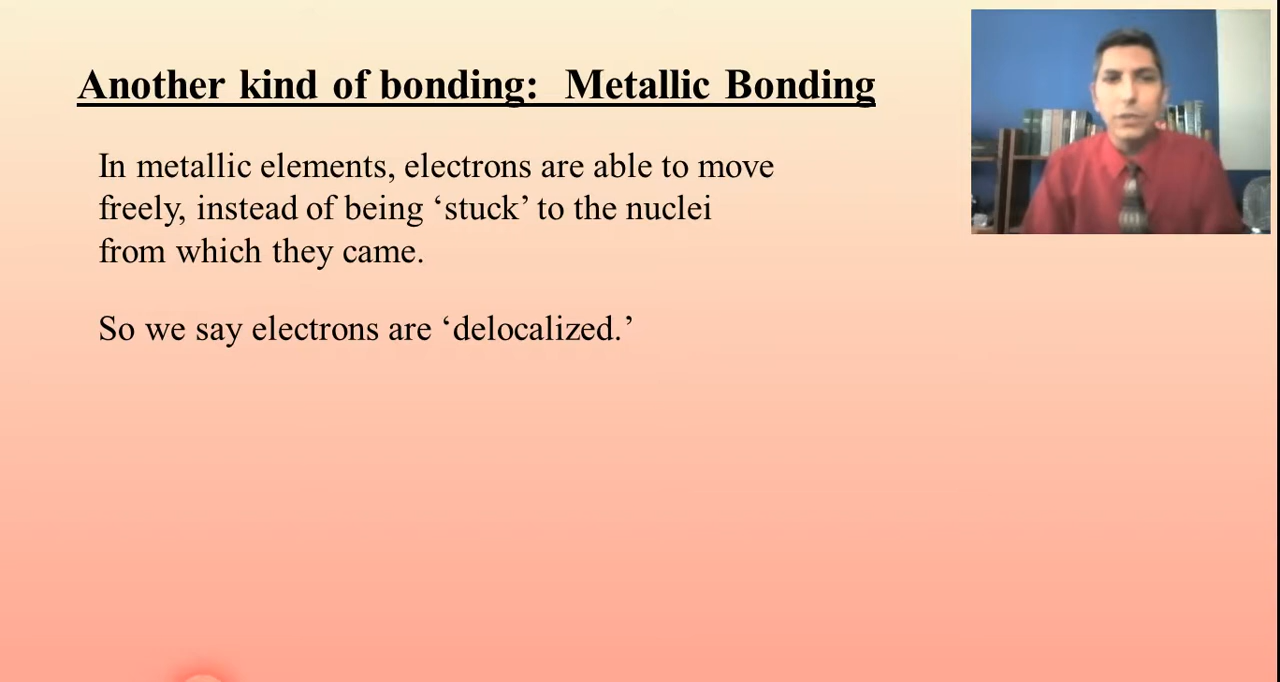 Another kind of bonding:  Metallic Bonding
In metallic elements, electrons are able to move
freely, instead of being ‘stuck’ to the nuclei
from which they came.
So we say electrons are ‘delocalized.’